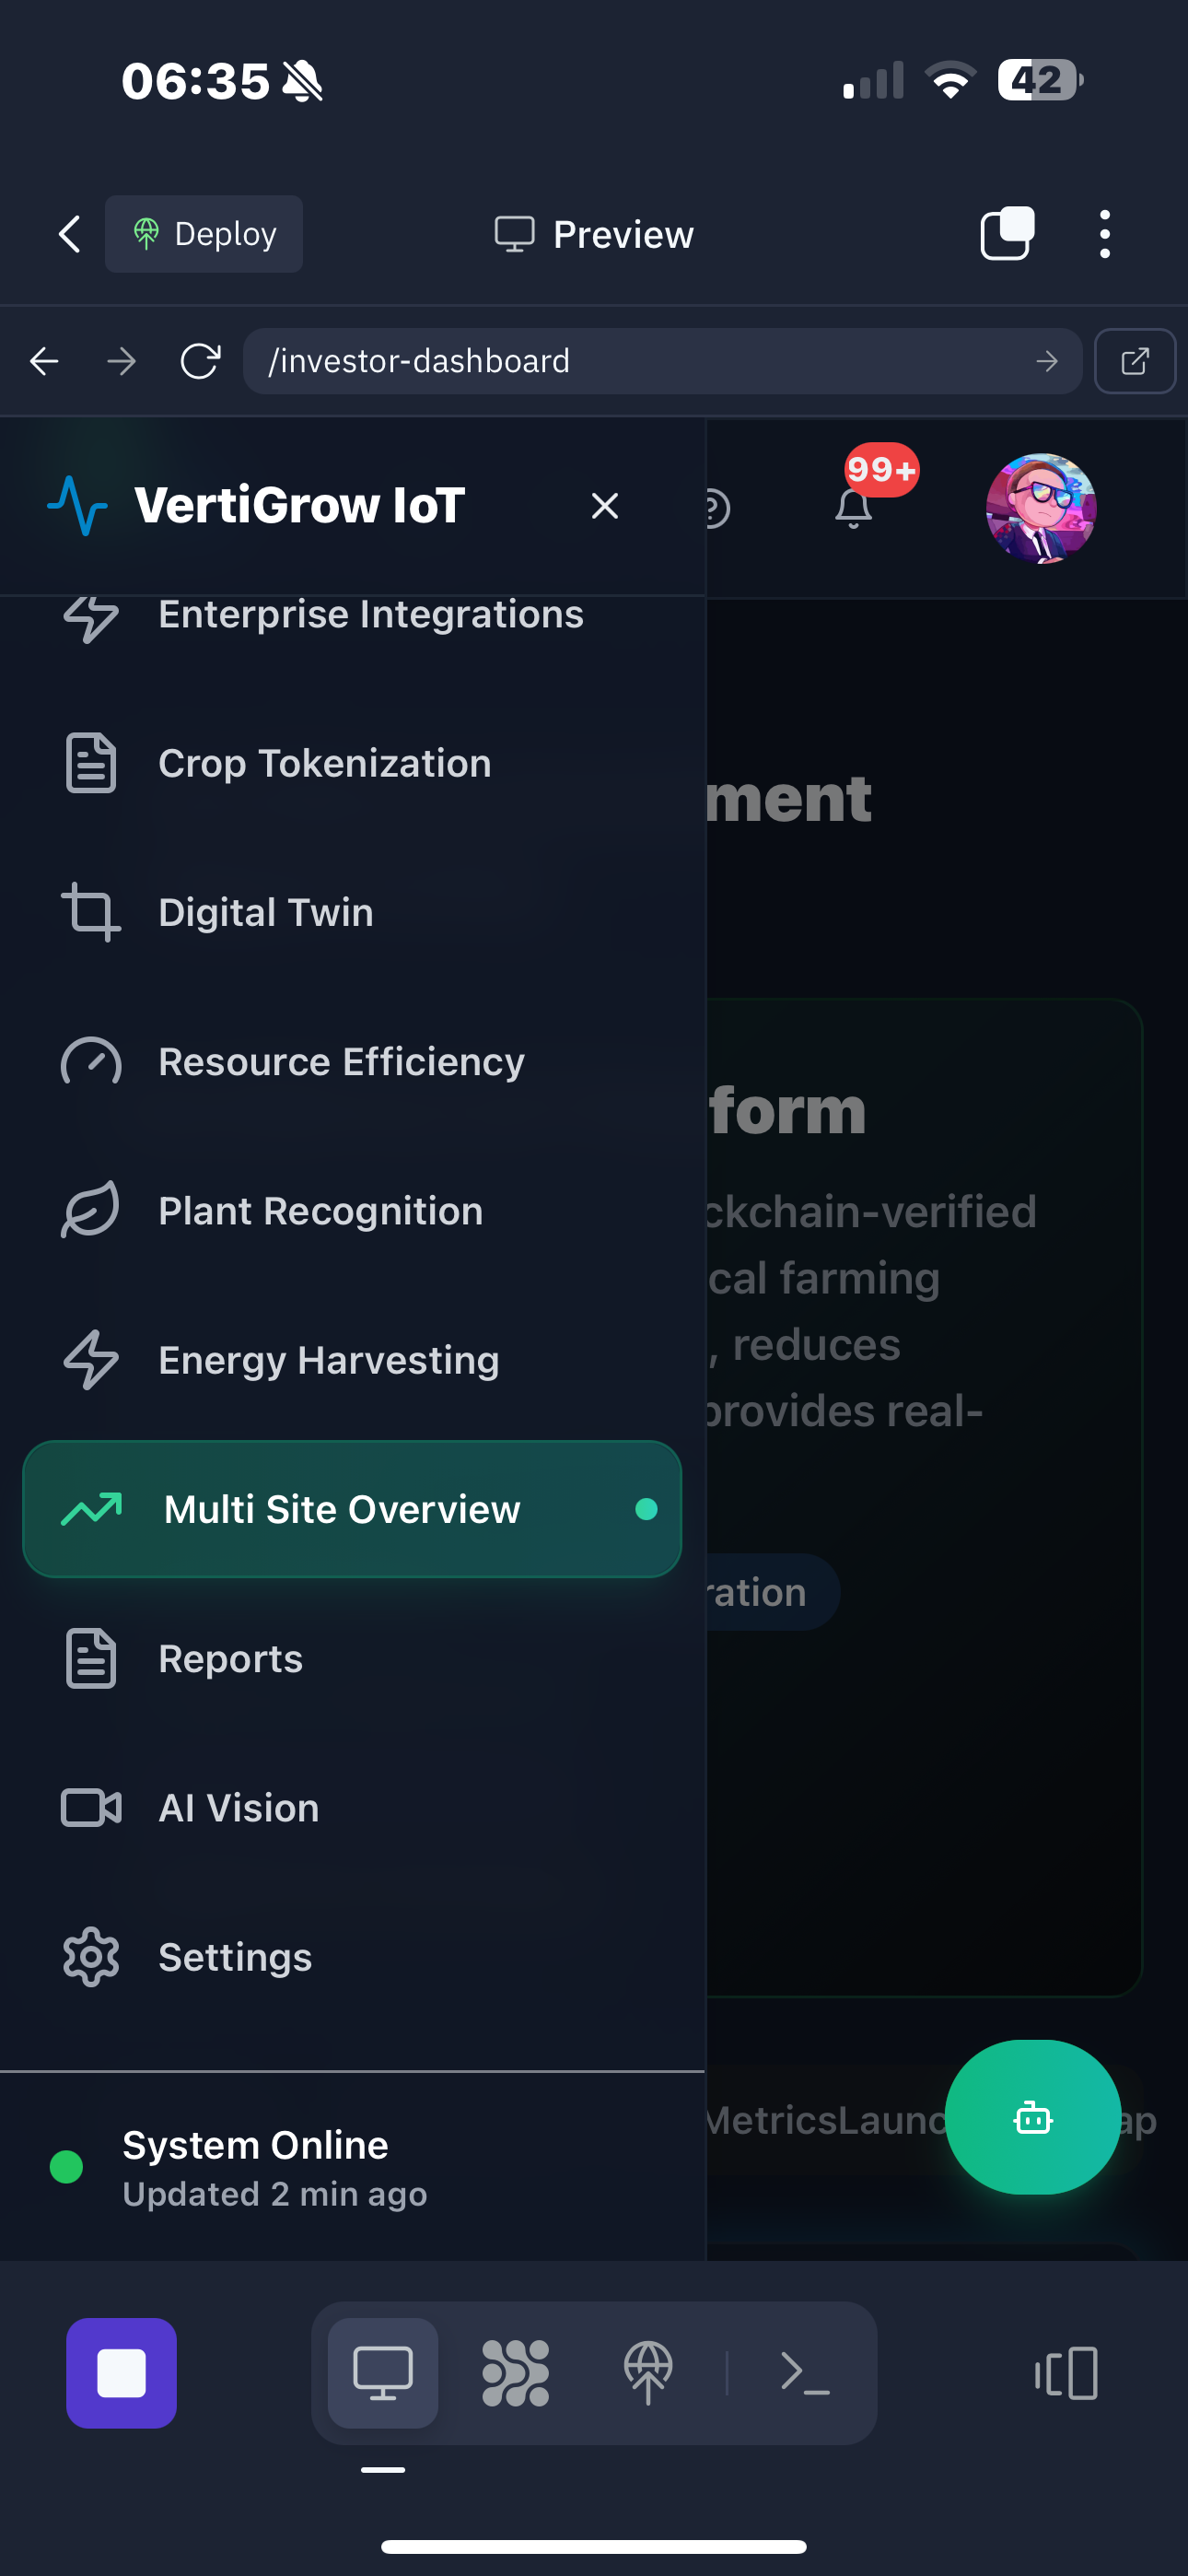 06:35
42
Deploy
Preview
/investor-dashboard
VertiGrow IoT
99+
Enterprise Integrations
Crop Tokenization
ment
Digital Twin
Resource Efficiency
form
Plant Recognition
ckchain-verified
cal farming
Energy Harvesting
, reduces
provides real-
Multi Site Overview
ration
Reports
AI Vision
Settings
MetricsLaunc
ap
System Online
Updated 2 min ago